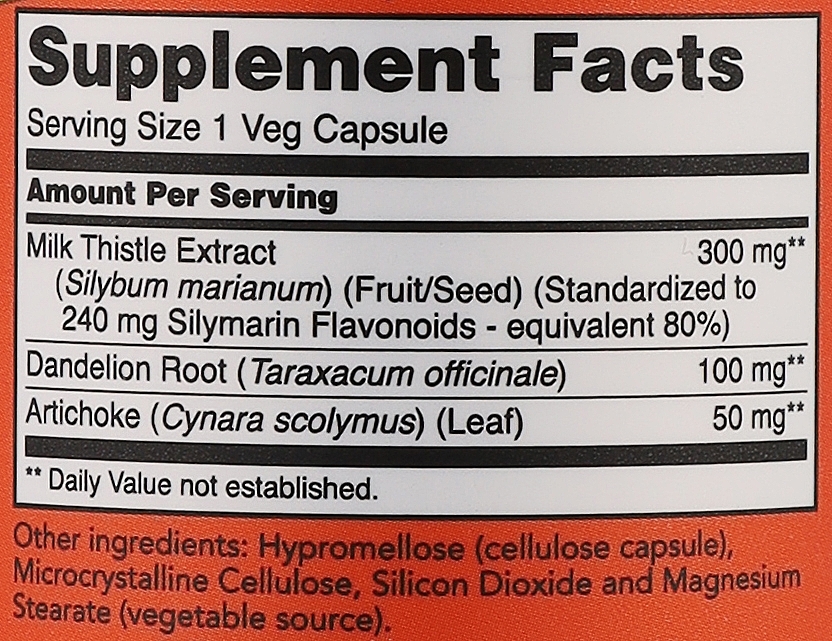 Supplement Facts
Serving Size 1 Veg Capsule
Amount Per Serving
Milk Thistle Extract 300 mg**
(Silybum marianum) (Fruit/Seed) (Standardized to
240 mg Silymarin Flavonoids - equivalent 80%)
Dandelion Root (Taraxacum officinale) 100 mg**
Artichoke (Cynara scolymus) (Leaf) 50 mg**
** Daily Value not established.
Other ingredients: Hypromellose (cellulose capsule),
Microcrystalline Cellulose, Silicon Dioxide and Magnesium
Stearate (vegetable source).